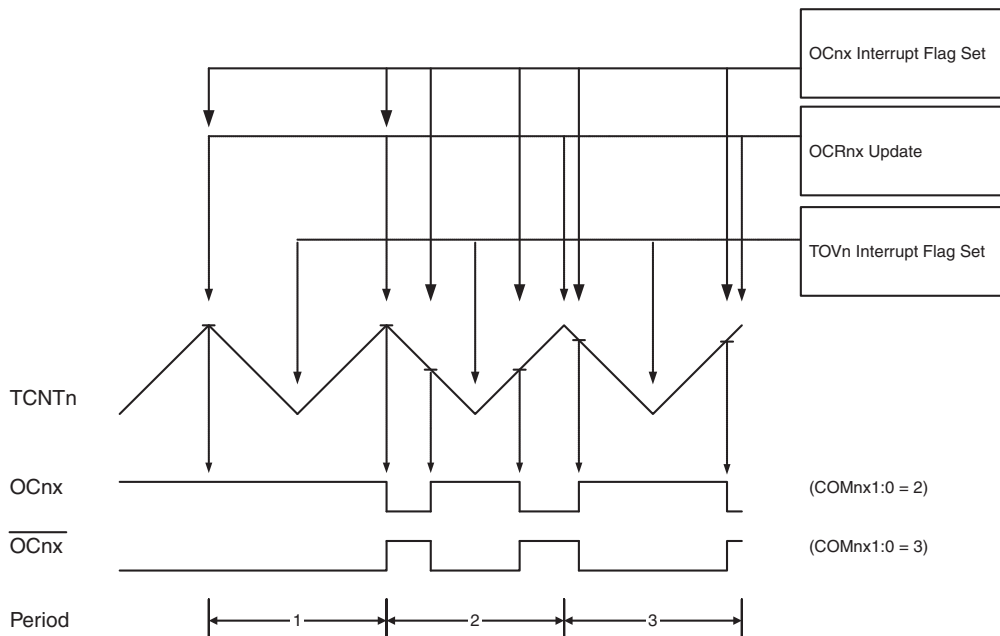 OCnx Interrupt Flag Set
OCRnx Update
TOVn Interrupt Flag Set
TCNTn
OCnx
(COMnx1:0 = 2)
OCnx
(COMnx1:0 = 3)
Period
1
2
3